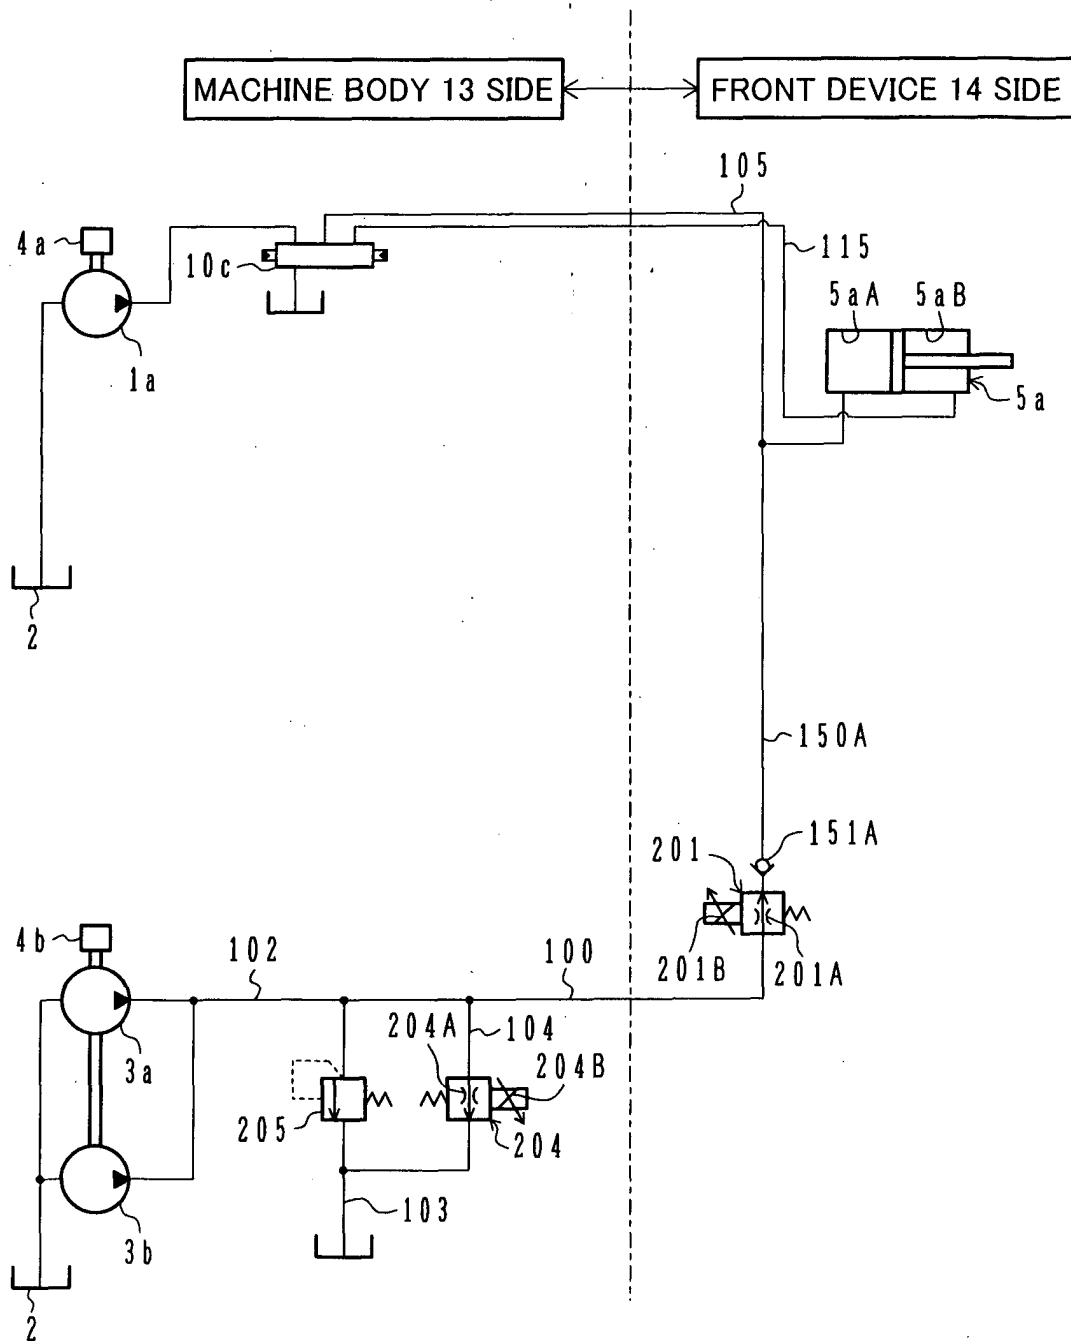 MACHINE BODY 13 SIDE
FRONT DEVICE 14 SIDE
105
4a
10c
115
5aA
5aB
1a
5a
2
150A
151A
201
4b
102
100
201B
201A
204A
104
204B
3a
205
204
103
3b
2